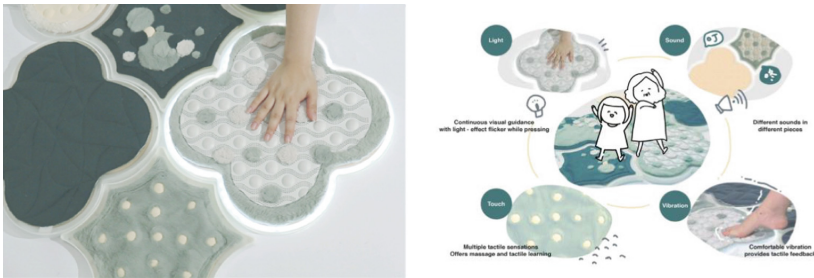 Light
Sound
Continuous visual guidance
with light - effect flicker while pressing
Different sounds in
different pieces
Touch
Vibration
Multiple tactile sensations
Offers massage and tactile learning
Comfortable vibration
provides tactile feedback